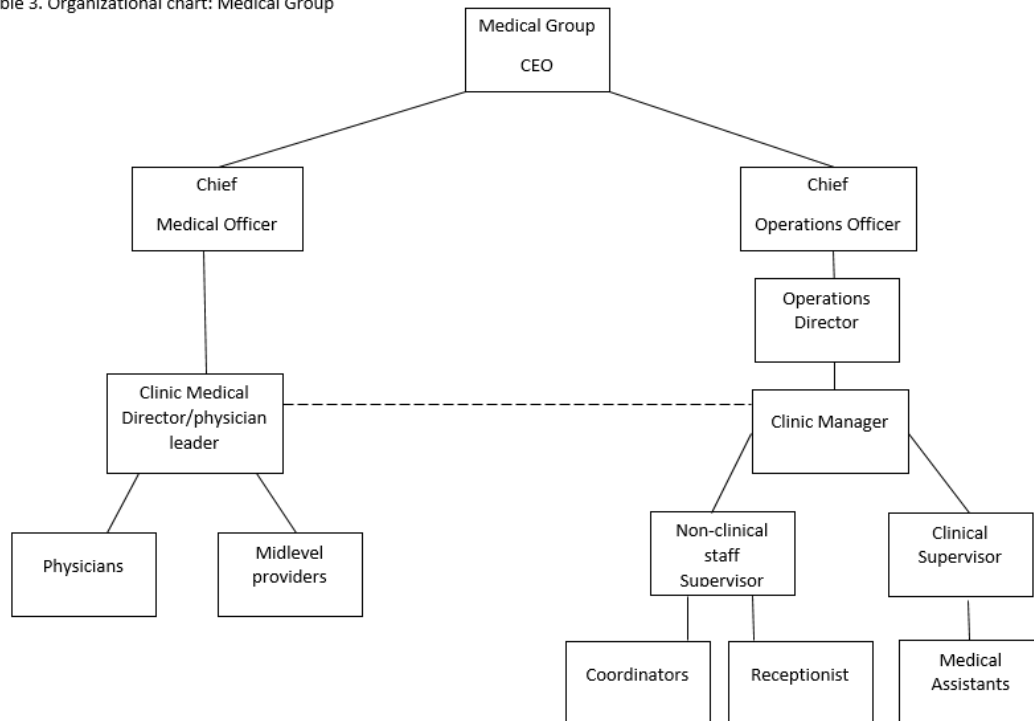 ble 3. Organizational chart: Medical Group
Medical Group
CEO
Chief
Medical Officer
Chief
Operations Officer
Operations
Director
Clinic Medical
Director/physician
leader
Clinic Manager
Physicians
Midlevel
providers
Non-clinical
staff
Supervisor
Clinical
Supervisor
Coordinators
Receptionist
Medical
Assistants